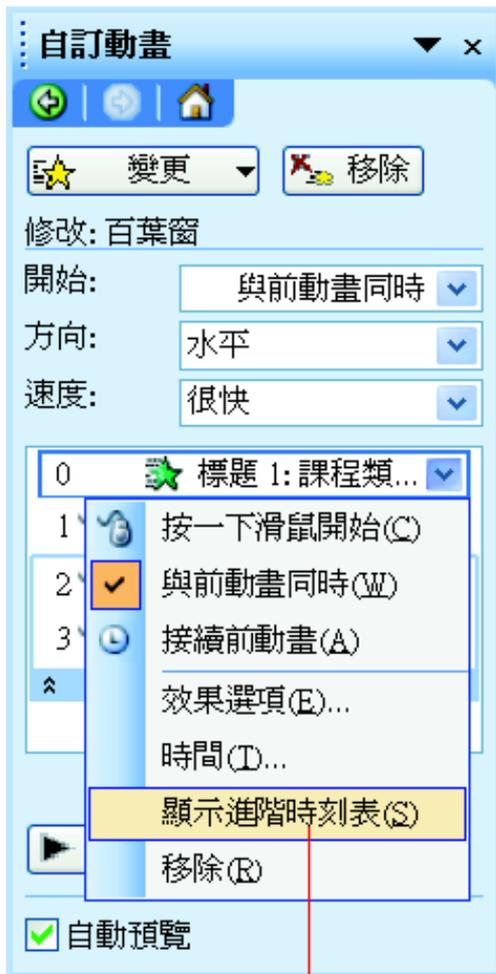 自訂動畫
變更 移除
修改: 百葉窗
開始: 與前動畫同時
方向: 水平
速度: 很快
0 標題 1: 課程類...
1 按一下滑鼠開始(C)
2 與前動畫同時(W)
3 接續前動畫(A)
效果選項(E)...
時間(T)...
顯示進階時刻表(S)
移除(R)
自動預覽